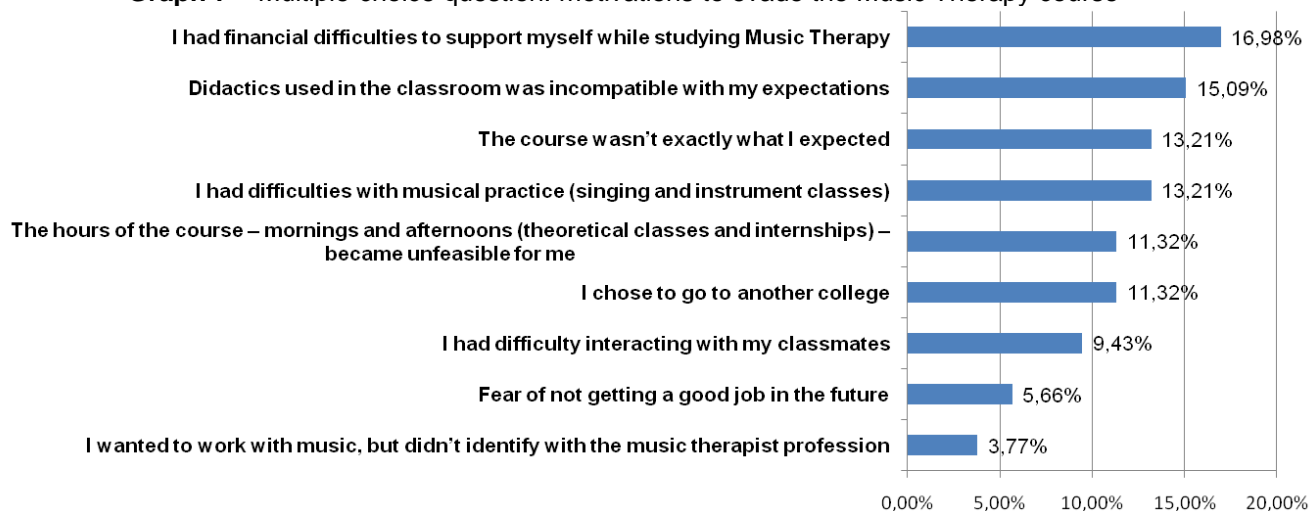 I had financial difficulties to support myself while studying Music Therapy
16,98%
Didactics used in the classroom was incompatible with my expectations
15,09%
The course wasn’t exactly what I expected
13,21%
I had difficulties with musical practice (singing and instrument classes)
13,21%
The hours of the course – mornings and afternoons (theoretical classes and internships) –
became unfeasible for me
11,32%
I chose to go to another college
11,32%
I had difficulty interacting with my classmates
9,43%
Fear of not getting a good job in the future
5,66%
I wanted to work with music, but didn’t identify with the music therapist profession
3,77%
0,00% 5,00% 10,00% 15,00% 20,00%